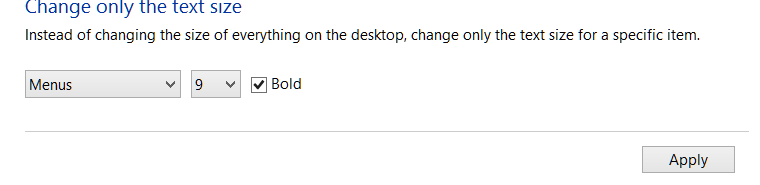 Change only the text size
Instead of changing the size of everything on the desktop, change only the text size for a specific item.
Menus 9 Bold
Apply